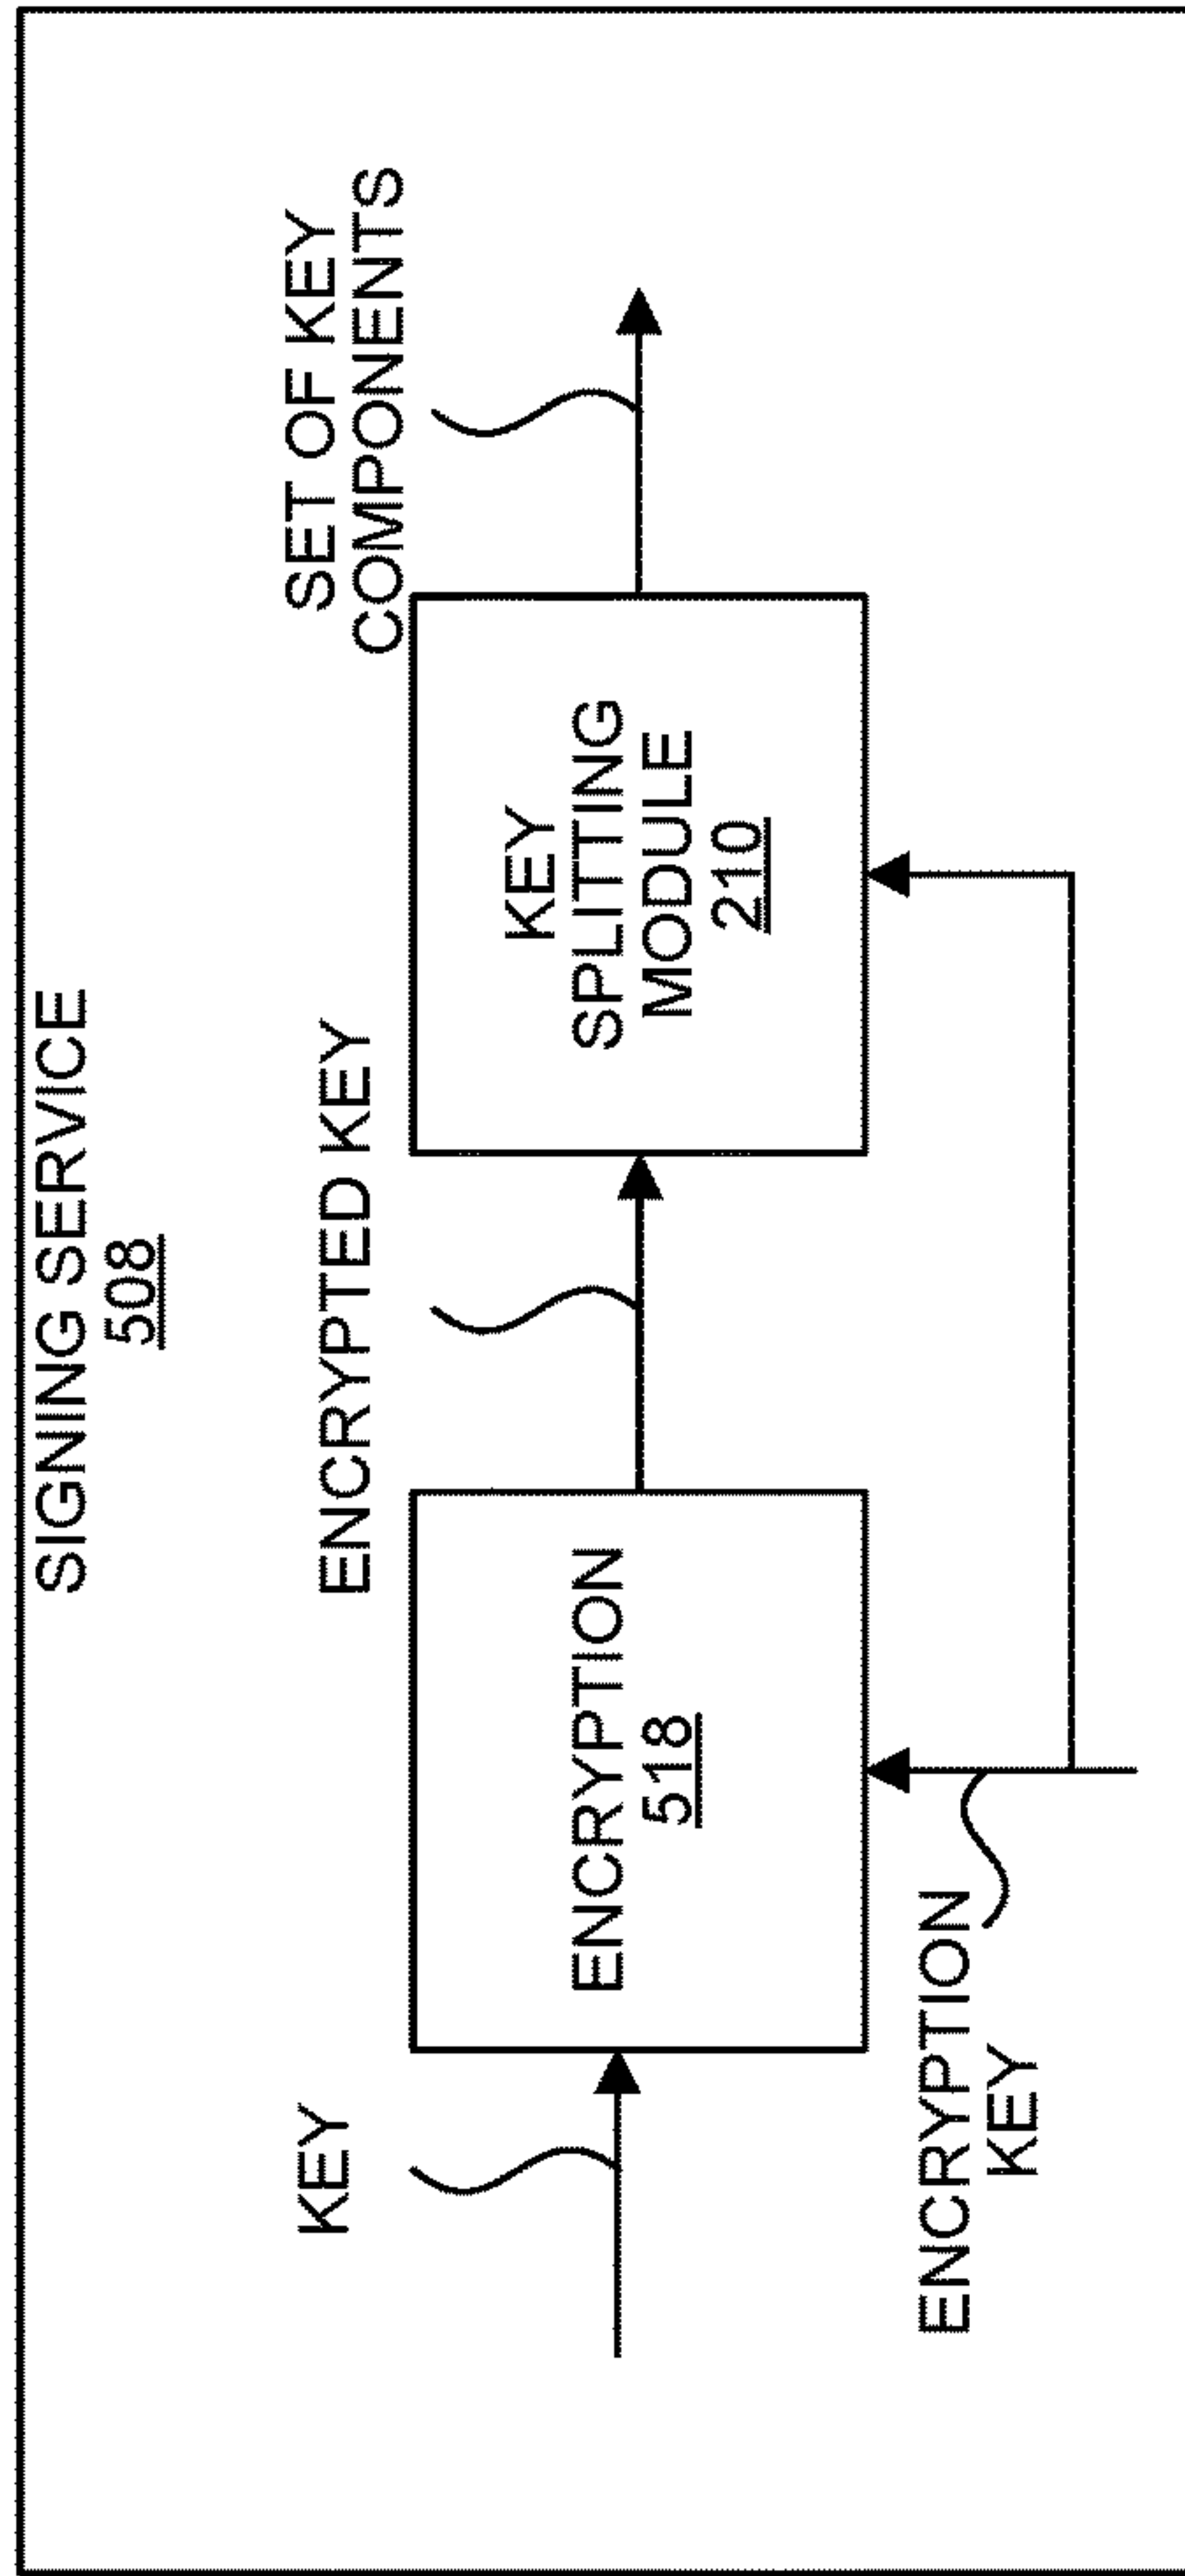 SIGNING SERVICE
508
KEY
ENCRYPTION
518
ENCRYPTION
KEY
ENCRYPTED KEY
KEY
SPLITTING
MODULE
210
SET OF KEY
COMPONENTS